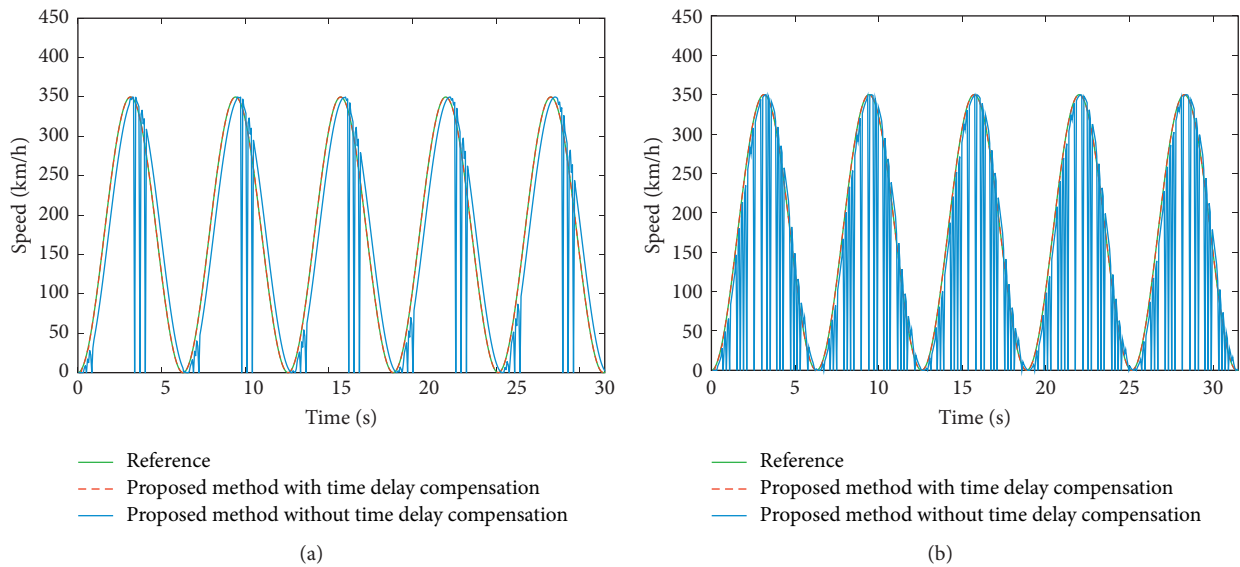 450
400
350
300
250
200
150
100
50
0
Speed (km/h)
0 5 10 15 20 25 30
Time (s)
Reference
Proposed method with time delay compensation
Proposed method without time delay compensation
(a)
450
400
350
300
250
200
150
100
50
0
Speed (km/h)
0 5 10 15 20 25 30
Time (s)
Reference
Proposed method with time delay compensation
Proposed method without time delay compensation
(b)